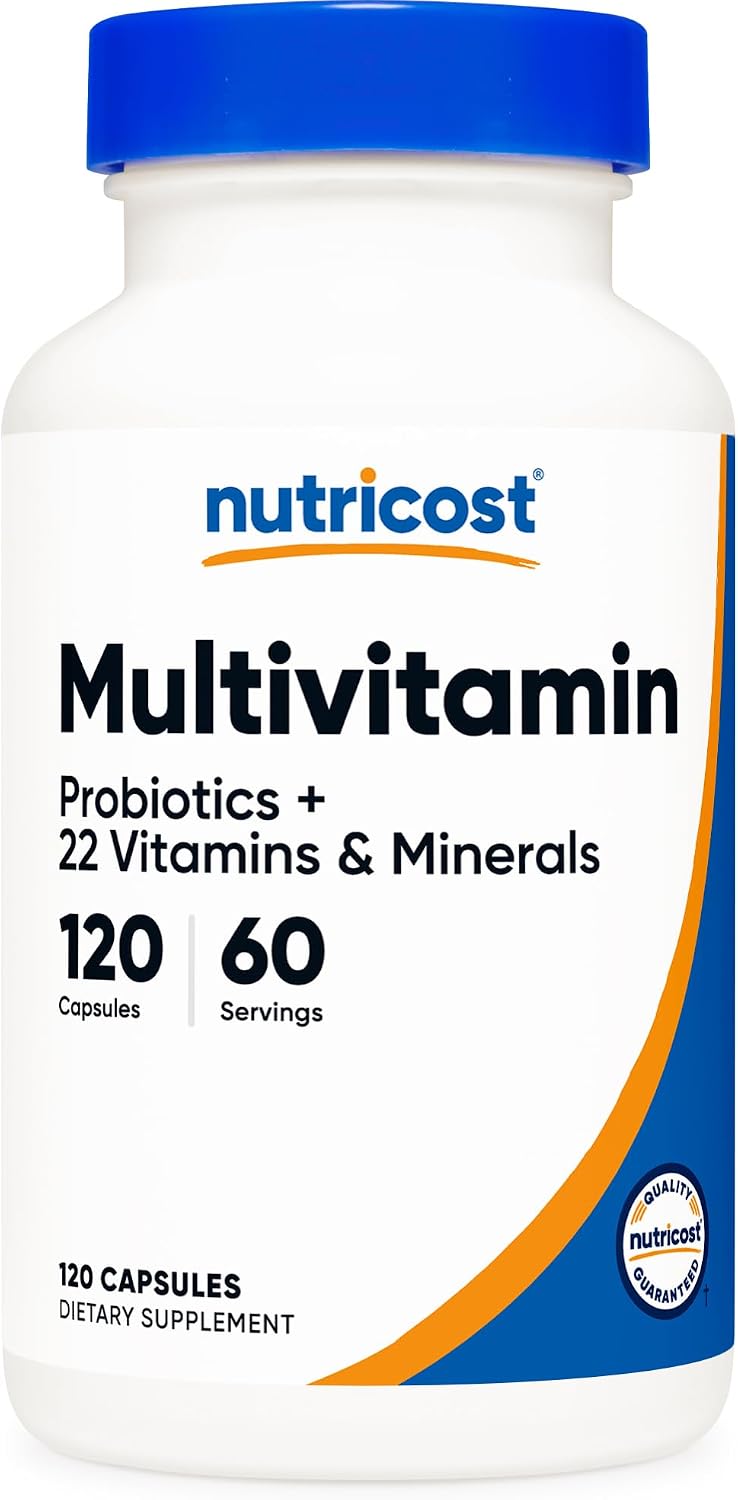 nutricost®
Multivitamin
Probiotics +
22 Vitamins & Minerals
120 60
Capsules Servings
120 CAPSULES
DIETARY SUPPLEMENT
QUALITY
nutricost®
GUARANTEED
†